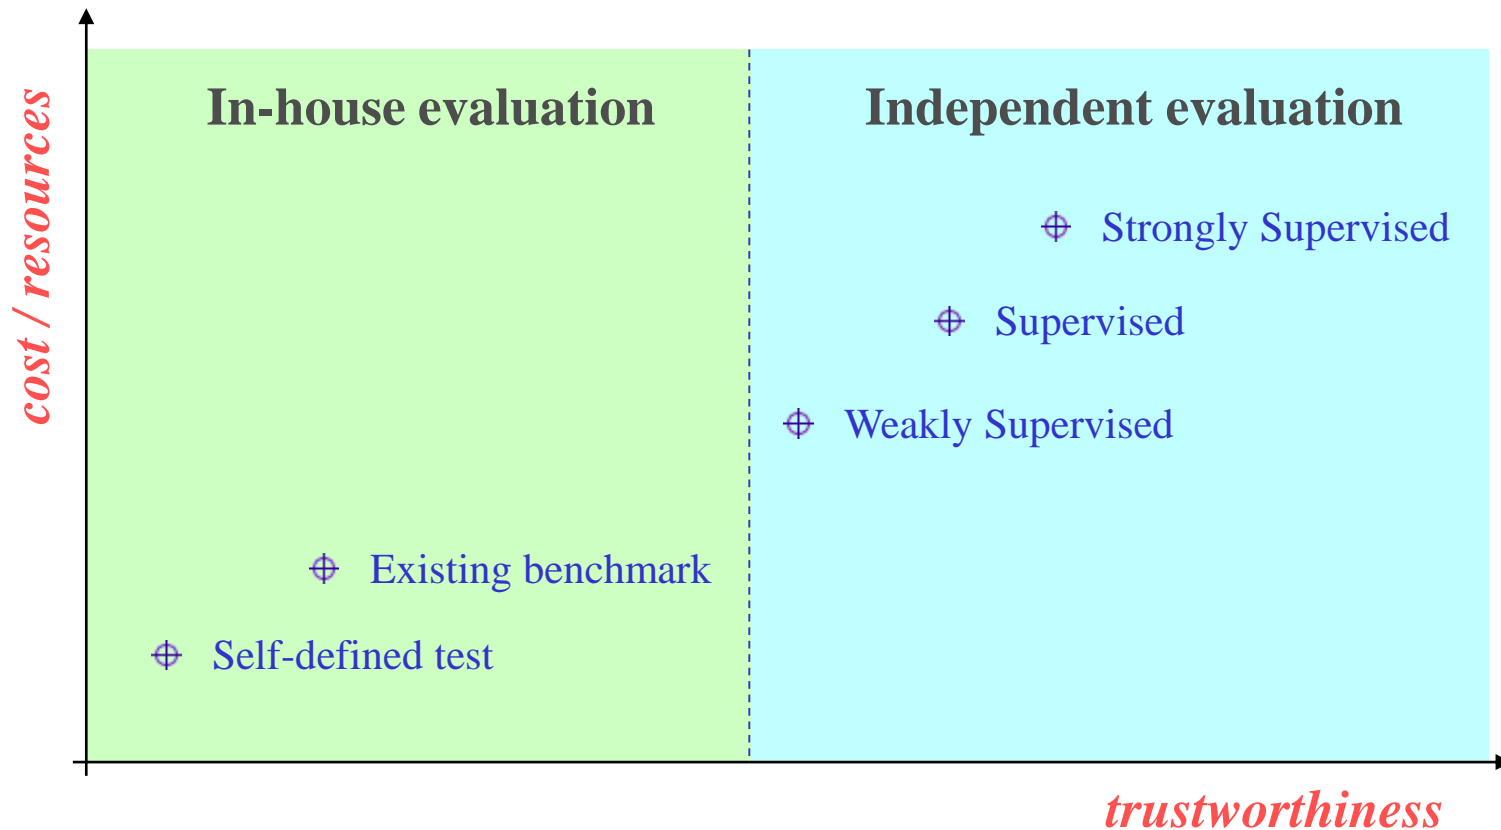 In-house evaluation
Independent evaluation
cost / resources
Strongly Supervised
Supervised
Weakly Supervised
Existing benchmark
Self-defined test
trustworthiness